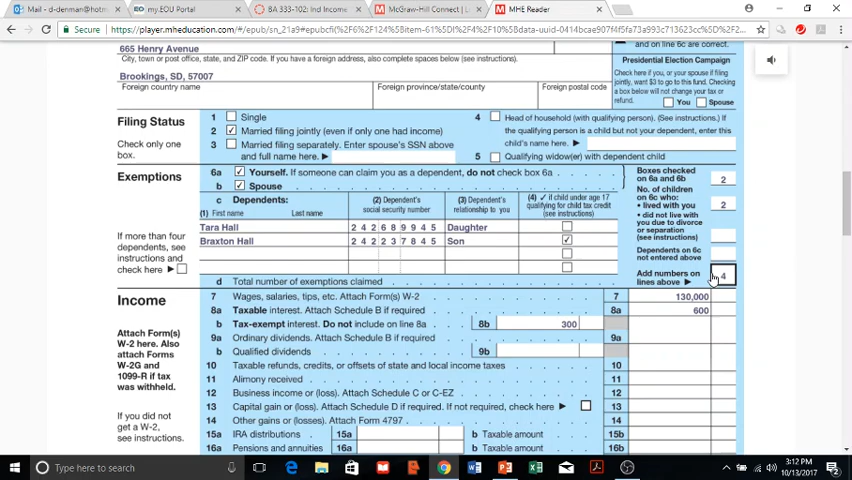 Mail - d-denman@hotm
my.EOU Portal
BA 333-102: Ind Income
McGraw-Hill Connect | L
MHE Reader
Secure
https://player.mheducation.com/#/epub/sn_21a9#epubcfi(%2F6%2F110%3Bvnd.vst.idref%3D
665 Henry Avenue
and on line 6c are correct.
City, town or post office, state, and ZIP code. If you have a foreign address, also complete spaces below (see instructions).
Presidential Election Campaign
Brookings, SD, 57007
Check here if you, or your spouse if filing
jointly, want $3 to go to this fund. Checking
a box below will not change your tax or
refund.
You
Spouse
Foreign country name
Foreign province/state/county
Foreign postal code
Filing Status
Check only one
box.
1 Single
2 Married filing jointly (even if only one had income)
3 Married filing separately. Enter spouse's SSN above
and full name here.
4 Head of household (with qualifying person). (See instructions.) If
the qualifying person is a child but not your dependent, enter this
child's name here.
5 Qualifying widow(er) with dependent child
Exemptions
6a Yourself. If someone can claim you as a dependent, do not check box 6a
b Spouse
Boxes checked
on 6a and 6b
2
c Dependents:
(1) First name Last name
(2) Dependent's
social security number
(3) Dependent's
relationship to you
(4) ✓ if child under age 17
qualifying for child tax credit
(see instructions)
No. of children
on 6c who:
• lived with you
2
• did not live with
you due to divorce
or separation
(see instructions)
Tara Hall 242 68 9945 Daughter
Braxton Hall 242 23 7845 Son
Dependents on 6c
not entered above
If more than four
dependents, see
instructions and
check here
d Total number of exemptions claimed
Add numbers on
lines above
4
Income
7 Wages, salaries, tips, etc. Attach Form(s) W-2 7 130,000
8a Taxable interest. Attach Schedule B if required 8a 600
b Tax-exempt interest. Do not include on line 8a 8b 300
9a Ordinary dividends. Attach Schedule B if required 9a
b Qualified dividends 9b
10 Taxable refunds, credits, or offsets of state and local income taxes 10
11 Alimony received 11
12 Business income or (loss). Attach Schedule C or C-EZ 12
13 Capital gain or (loss). Attach Schedule D if required. If not required, check here 13
14 Other gains or (losses). Attach Form 4797 14
15a IRA distributions 15a b Taxable amount 15b
16a Pensions and annuities 16a b Taxable amount 16b
Attach Form(s)
W-2 here. Also
attach Forms
W-2G and
1099-R if tax
was withheld.
If you did not
get a W-2,
see instructions.
Type here to search
3:12 PM
10/13/2017